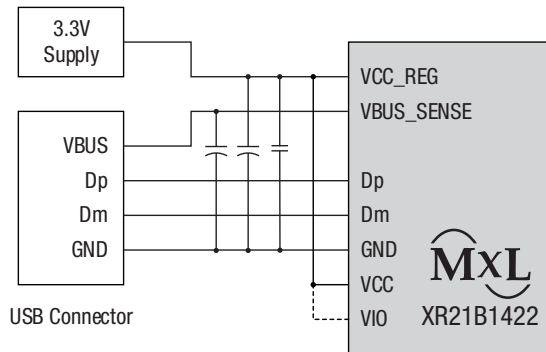 3.3V
Supply
VCC_REG
VBUS_SENSE
VBUS
Dp
Dm
GND
Dp
Dm
GND
VCC
VIO
MxL
XR21B1422
USB Connector